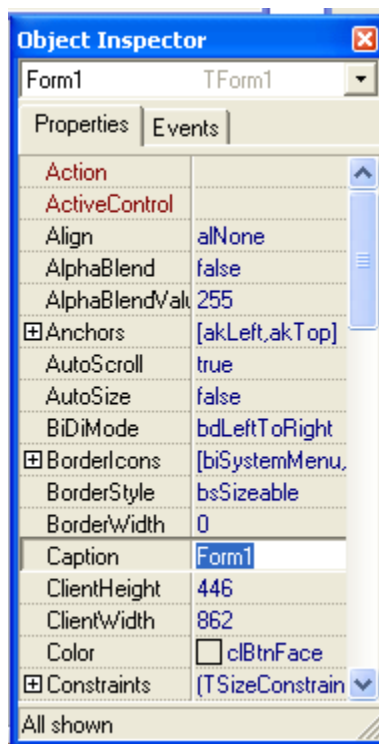 Object Inspector
Form1 TForm1
Properties Events
Action
ActiveControl
Align alNone
AlphaBlend false
AlphaBlendValu 255
Anchors [akLeft,akTop]
AutoScroll true
AutoSize false
BiDiMode bdLeftToRight
BorderIcons [biSystemMenu,
BorderStyle bsSizeable
BorderWidth 0
Caption Form1
ClientHeight 446
ClientWidth 862
Color clBtnFace
Constraints (TSizeConstrain
All shown